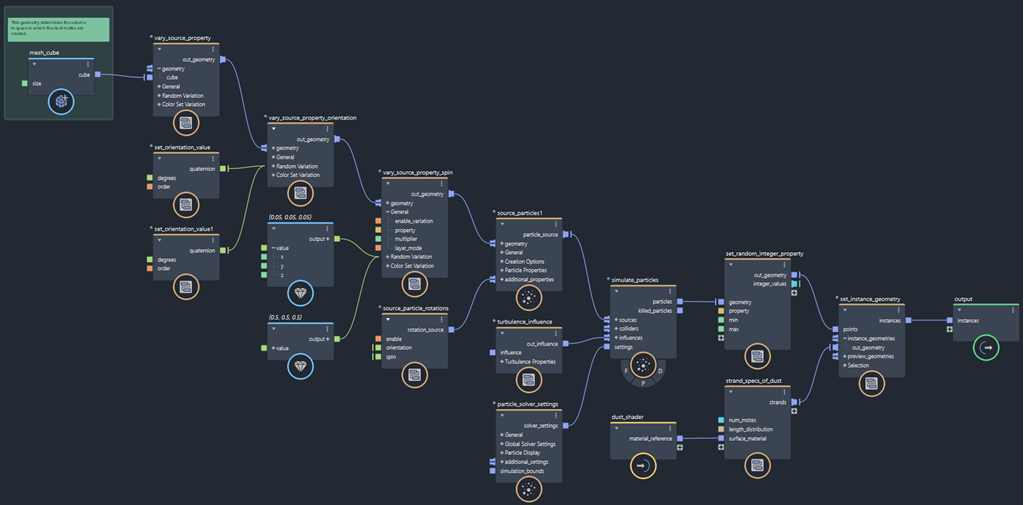 This geometry determines the volume
in space in which the dust motes are
created.
mesh_cube
cube
size
vary_source_property
out_geometry
geometry
cube
General
Random Variation
Color Set Variation
set_orientation_value
quaternion
degrees
order
set_orientation_value1
quaternion
degrees
order
vary_source_property_orientation
out_geometry
geometry
General
Random Variation
Color Set Variation
{0.05, 0.05, 0.05}
output
value
x
y
z
{0.5, 0.5, 0.5}
output
value
vary_source_property_spin
out_geometry
geometry
General
enable_variation
property
multiplier
layer_mode
Random Variation
Color Set Variation
source_particle_rotations
rotation_source
enable
orientation
spin
source_particles1
particle_source
geometry
General
Creation Options
Particle Properties
additional_properties
turbulence_influence
out_influence
influence
Turbulence Properties
particle_solver_settings
solver_settings
General
Global Solver Settings
Particle Display
additional_settings
simulation_bounds
simulate_particles
particles
killed_particles
sources
colliders
influences
settings
F
D
P
dust_shader
material_reference
set_random_integer_property
out_geometry
integer_values
geometry
property
min
max
strand_specs_of_dust
strands
num_motes
length_distribution
surface_material
set_instance_geometry
instances
points
instance_geometries
out_geometry
preview_geometries
Selection
output
instances